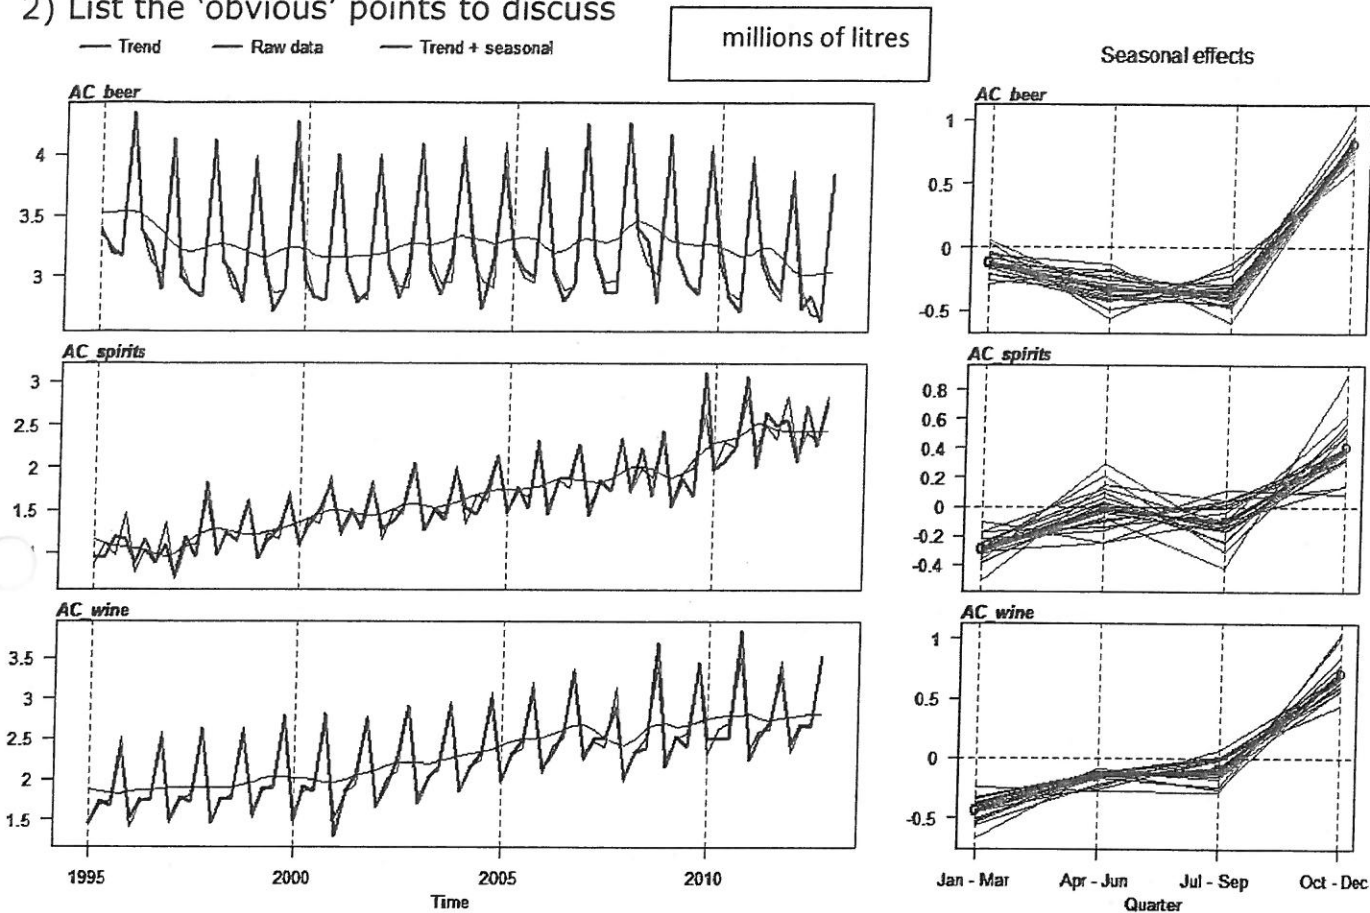 2) List the ‘obvious’ points to discuss
Trend Raw data Trend + seasonal
millions of litres
Seasonal effects
AC_beer
4
3.5
3
AC_spirits
3
2.5
2
1.5
1
AC_wine
3.5
3
2.5
2
1.5
1995 2000 2005 2010
Time
AC_beer
1
0.5
0
-0.5
AC_spirits
0.8
0.6
0.4
0.2
0
-0.2
-0.4
AC_wine
1
0.5
0
-0.5
Jan - Mar Apr - Jun Jul - Sep Oct - Dec
Quarter